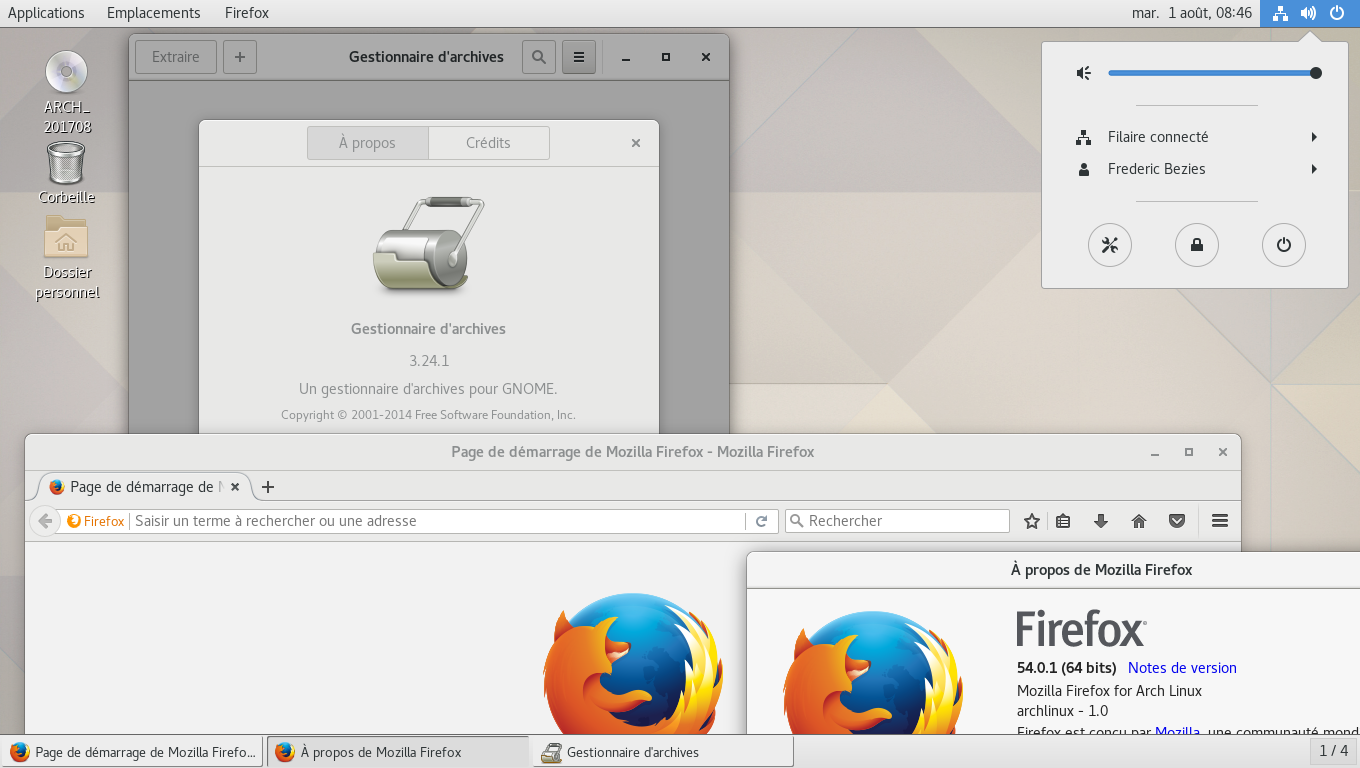 Applications Emplacements Firefox mar. 1 août, 08:46
ARCH_
201708
Corbeille
Dossier
personnel
Extraire + Gestionnaire d'archives
À propos Crédits
Gestionnaire d'archives
3.24.1
Un gestionnaire d'archives pour GNOME.
Copyright © 2001-2014 Free Software Foundation, Inc.
Filaire connecté
Frederic Bezies
Page de démarrage de Mozilla Firefox - Mozilla Firefox
Page de démarrage de
Firefox Saisir un terme à rechercher ou une adresse Rechercher
À propos de Mozilla Firefox
Firefox
54.0.1 (64 bits) Notes de version
Mozilla Firefox for Arch Linux
archlinux - 1.0
Firefox est conçu par Mozilla, une communauté mond
Page de démarrage de Mozilla Firefo... À propos de Mozilla Firefox Gestionnaire d'archives 1 / 4